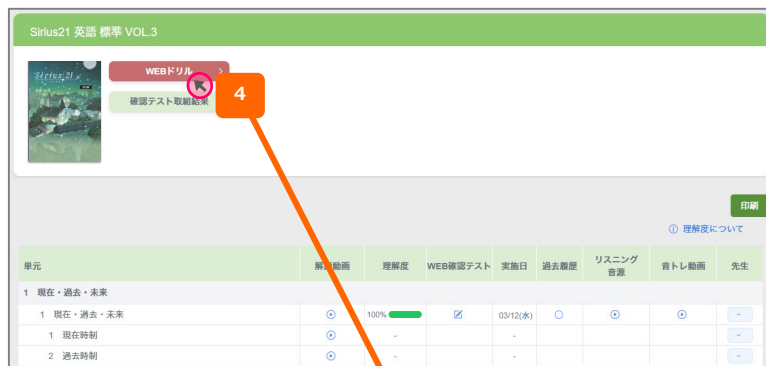 Sirius21 英語 標準 VOL.3
Sirius 21
WEBドリル >
確認テスト取組結果
4
印刷
理解度について
単元 解説動画 理解度 WEB確認テスト 実施日 過去履歴 リスニング音源 音トレ動画 先生
1 現在・過去・未来
1 現在・過去・未来 100% 03/12(水) -
1 現在時制 - - -
2 過去時制 - - -